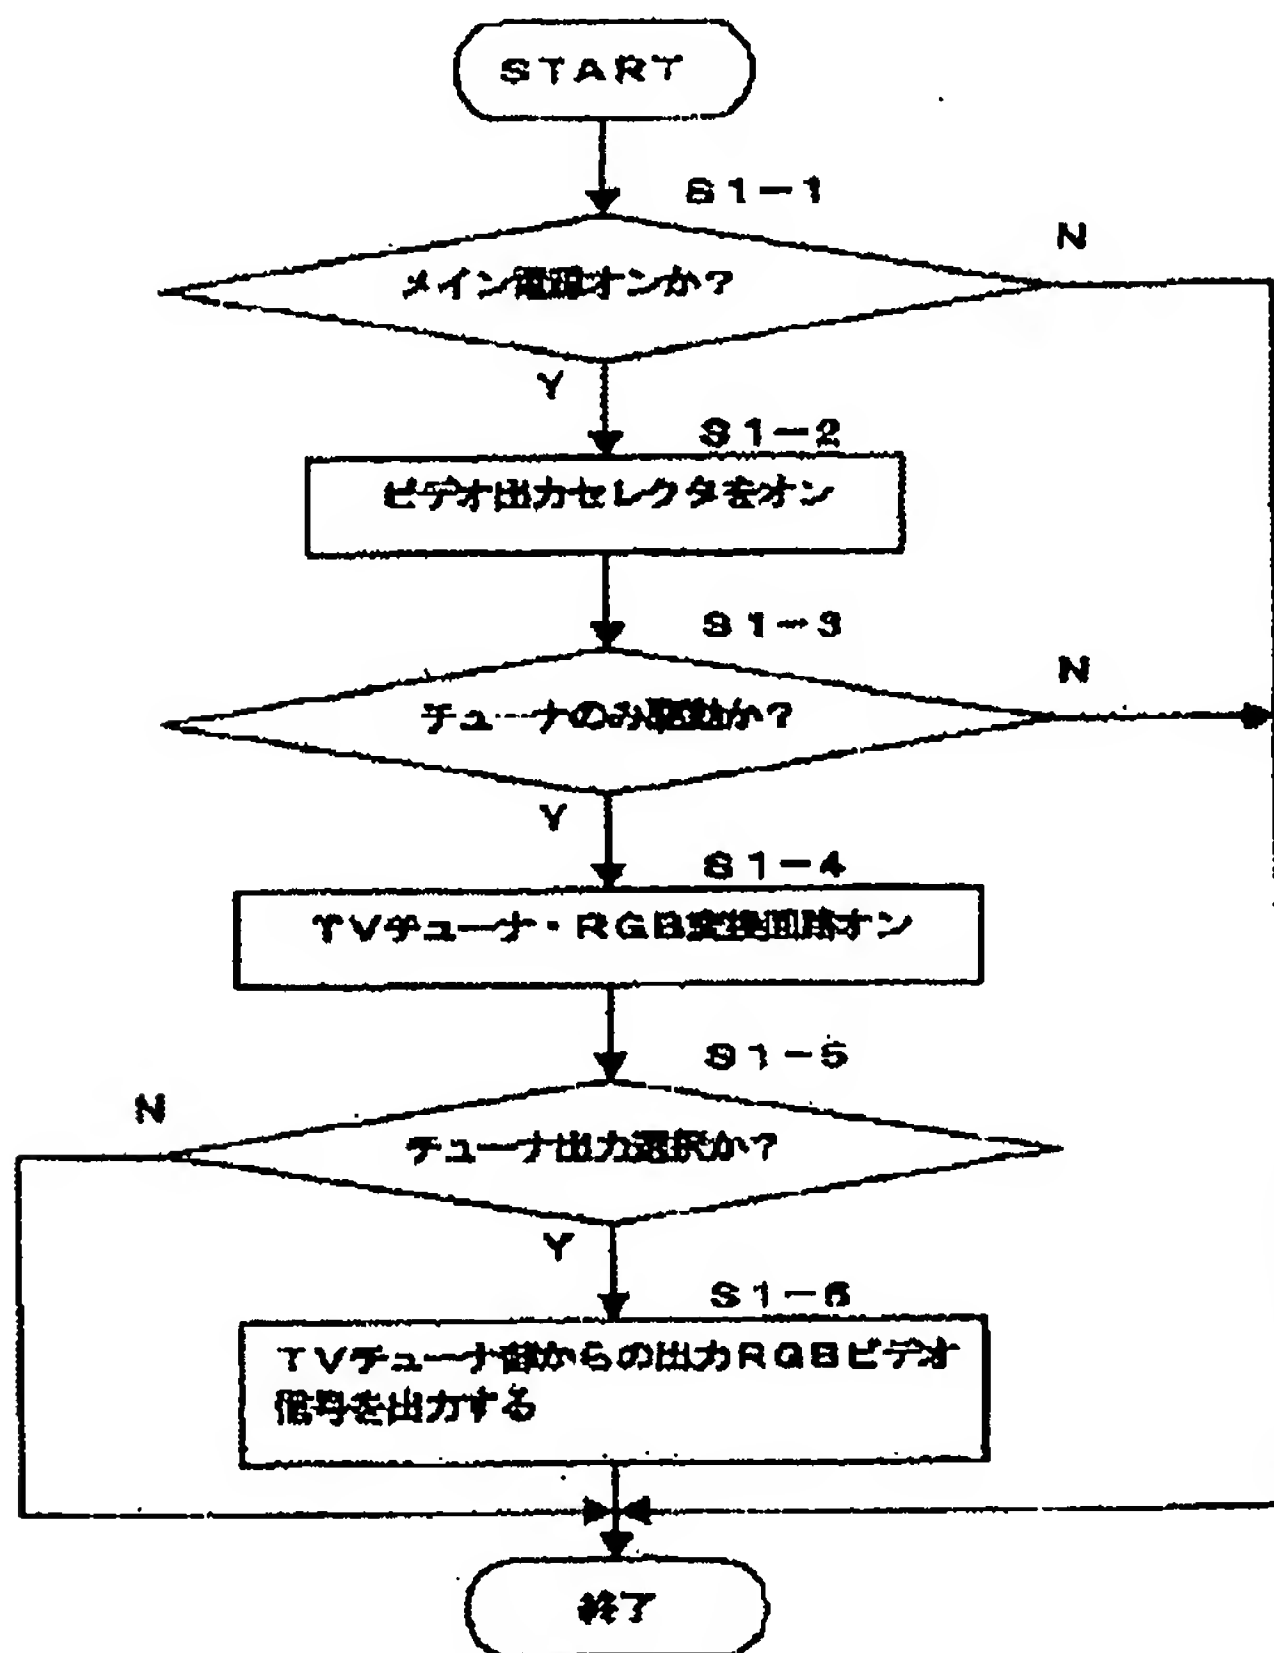 START
S1-1
メイン電源オンか?
N
Y
S1-2
ビデオ出力セレクタをオン
S1-3
チューナのみ駆動か?
N
Y
S1-4
TVチューナ・RGB変換回路オン
S1-5
N
チューナ出力選択か?
Y
S1-6
TVチューナ部からの出力RGBビデオ
信号を出力する
終了